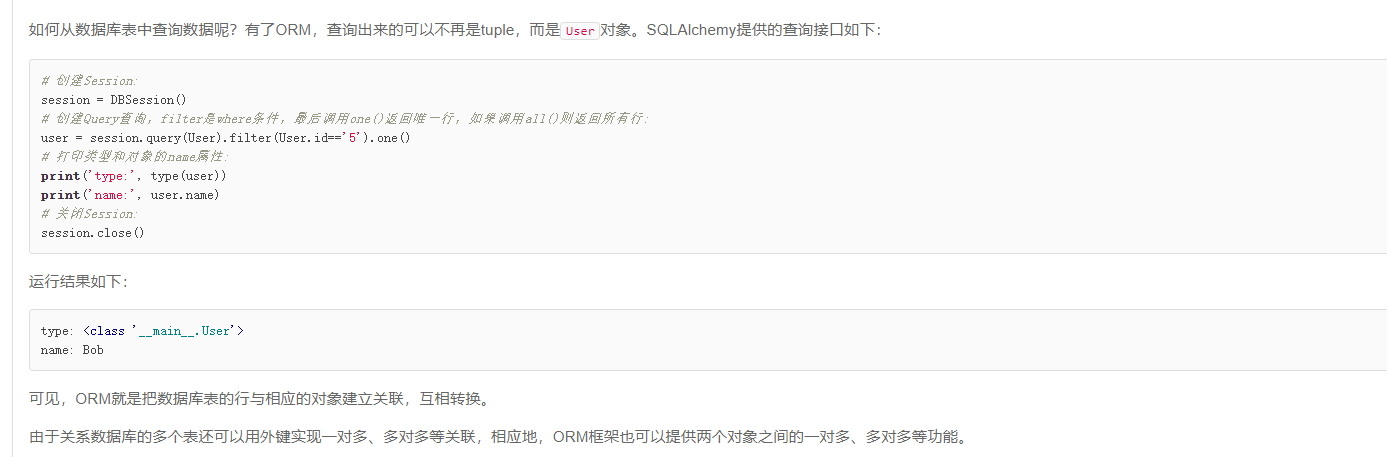 如何从数据库表中查询数据呢？有了ORM，查询出来的可以不再是tuple，而是User对象。SQLAlchemy提供的查询接口如下：
# 创建Session:
session = DBSession()
# 创建Query查询，filter是where条件，最后调用one()返回唯一行，如果调用all()则返回所有行:
user = session.query(User).filter(User.id=='5').one()
# 打印类型和对象的name属性:
print('type:', type(user))
print('name:', user.name)
# 关闭Session:
session.close()
运行结果如下：
type: <class '__main__.User'>
name: Bob
可见，ORM就是把数据库表的行与相应的对象建立关联，互相转换。
由于关系数据库的多个表还可以用外键实现一对多、多对多等关联，相应地，ORM框架也可以提供两个对象之间的一对多、多对多等功能。